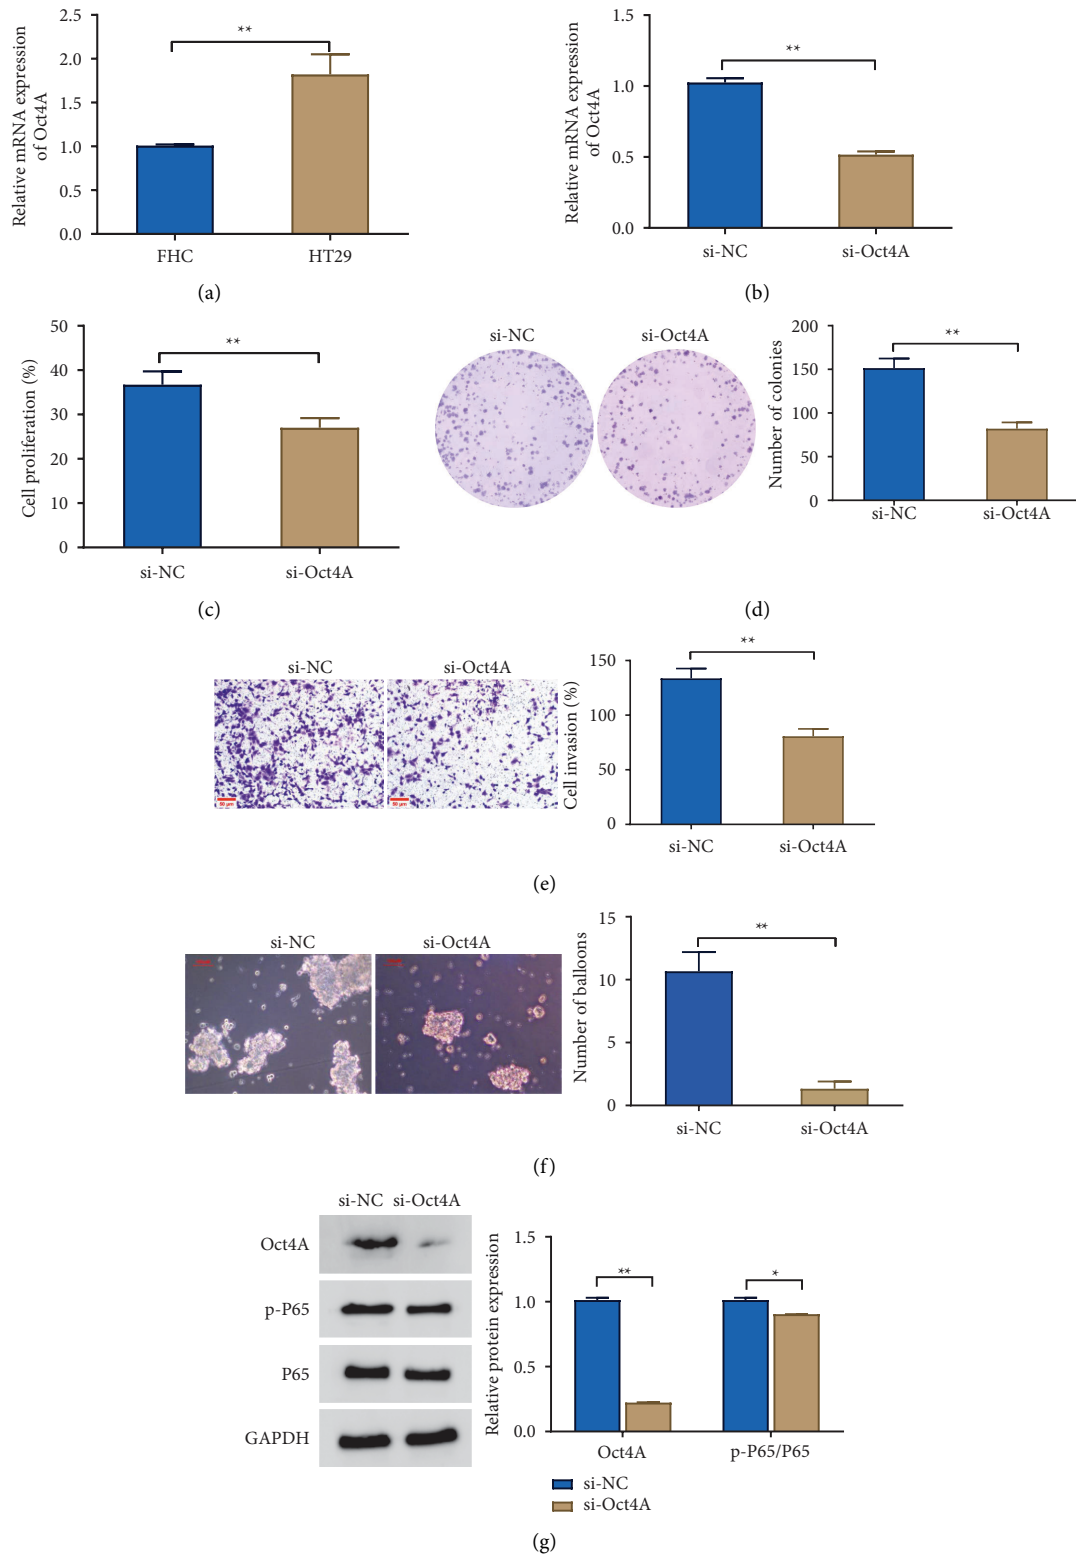 2.5
2.0
1.5
1.0
0.5
0.0
Relative mRNA expression
of Oct4A
**
FHC
HT29
(a)
1.5
1.0
0.5
0.0
Relative mRNA expression
of Oct4A
**
si-NC
si-Oct4A
(b)
50
40
30
20
10
0
Cell proliferation (%)
**
si-NC
si-Oct4A
(c)
si-NC
si-Oct4A
200
150
100
50
0
Number of colonies
**
si-NC
si-Oct4A
(d)
si-NC
si-Oct4A
50 μm
50 μm
150
100
50
0
Cell invasion (%)
**
si-NC
si-Oct4A
(e)
si-NC
si-Oct4A
15
10
5
0
Number of balloons
**
si-NC
si-Oct4A
(f)
si-NC si-Oct4A
Oct4A
p-P65
P65
GAPDH
1.5
1.0
0.5
0.0
Relative protein expression
**
*
Oct4A
p-P65/P65
si-NC
si-Oct4A
(g)